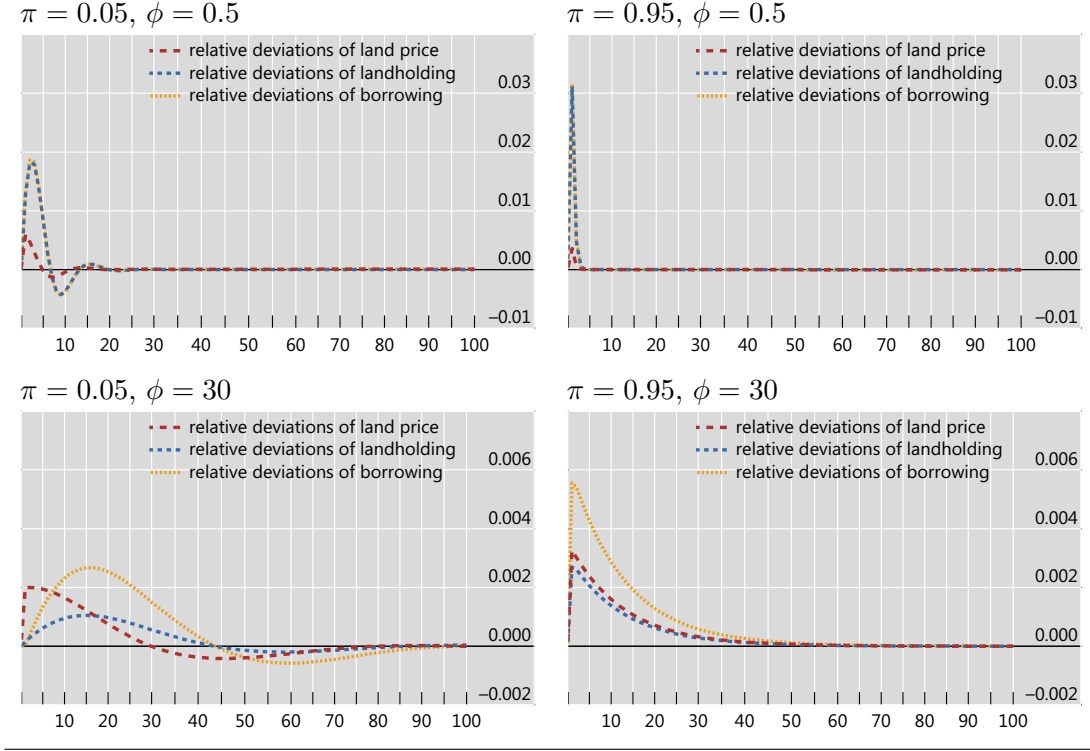 π = 0.05, ϕ = 0.5
relative deviations of land price
relative deviations of landholding
relative deviations of borrowing
0.03
0.02
0.01
0.00
–0.01
10 20 30 40 50 60 70 80 90 100
π = 0.95, ϕ = 0.5
relative deviations of land price
relative deviations of landholding
relative deviations of borrowing
0.03
0.02
0.01
0.00
–0.01
10 20 30 40 50 60 70 80 90 100
π = 0.05, ϕ = 30
relative deviations of land price
relative deviations of landholding
relative deviations of borrowing
0.006
0.004
0.002
0.000
–0.002
10 20 30 40 50 60 70 80 90 100
π = 0.95, ϕ = 30
relative deviations of land price
relative deviations of landholding
relative deviations of borrowing
0.006
0.004
0.002
0.000
–0.002
10 20 30 40 50 60 70 80 90 100